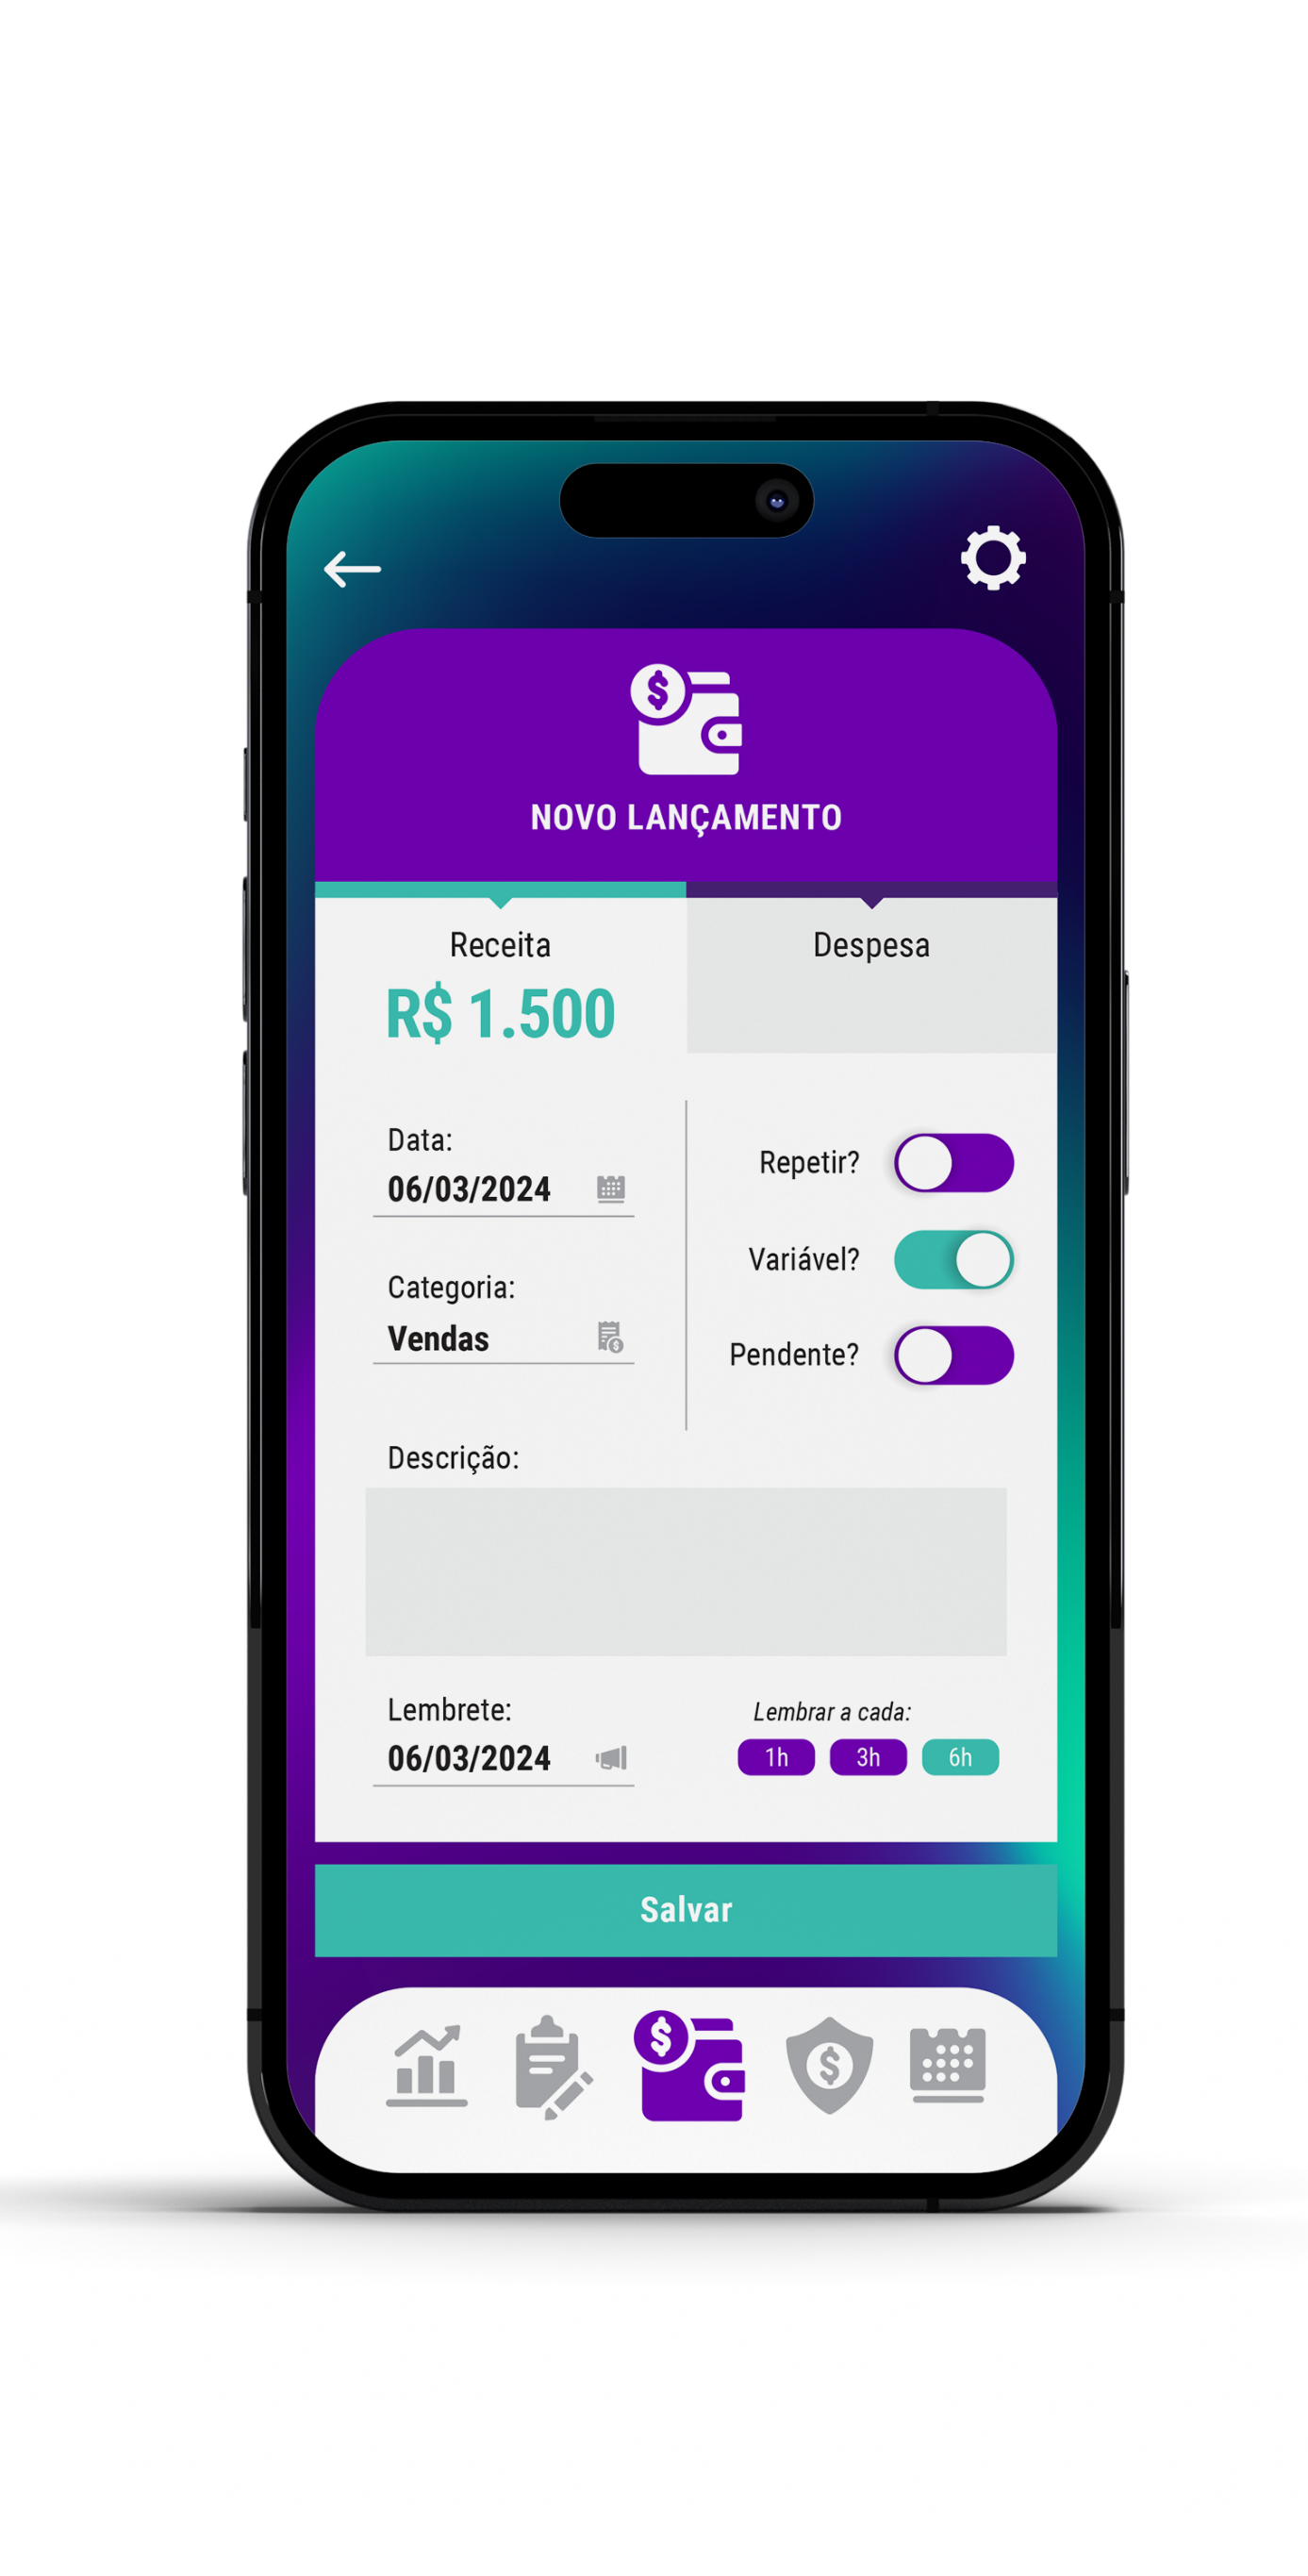 NOVO LANÇAMENTO
Receita
R$ 1.500
Despesa
Data:
06/03/2024
Categoria:
Vendas
Repetir?
Variável?
Pendente?
Descrição:
Lembrete:
06/03/2024
Lembrar a cada:
1h 3h 6h
Salvar